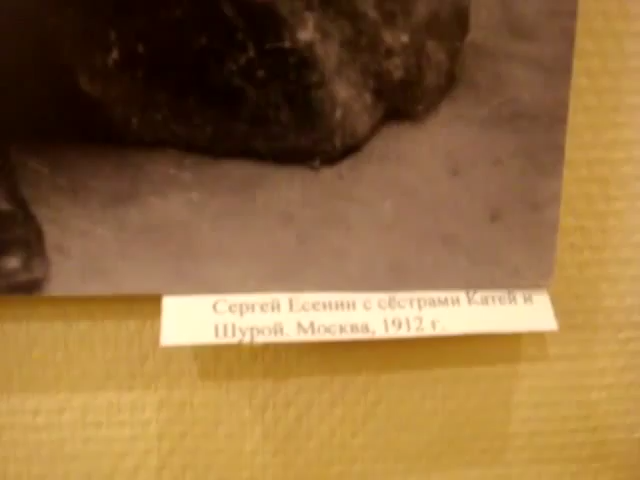 Сергей Есенин с сёстрами Катей и
Шурой. Москва, 1912 г.